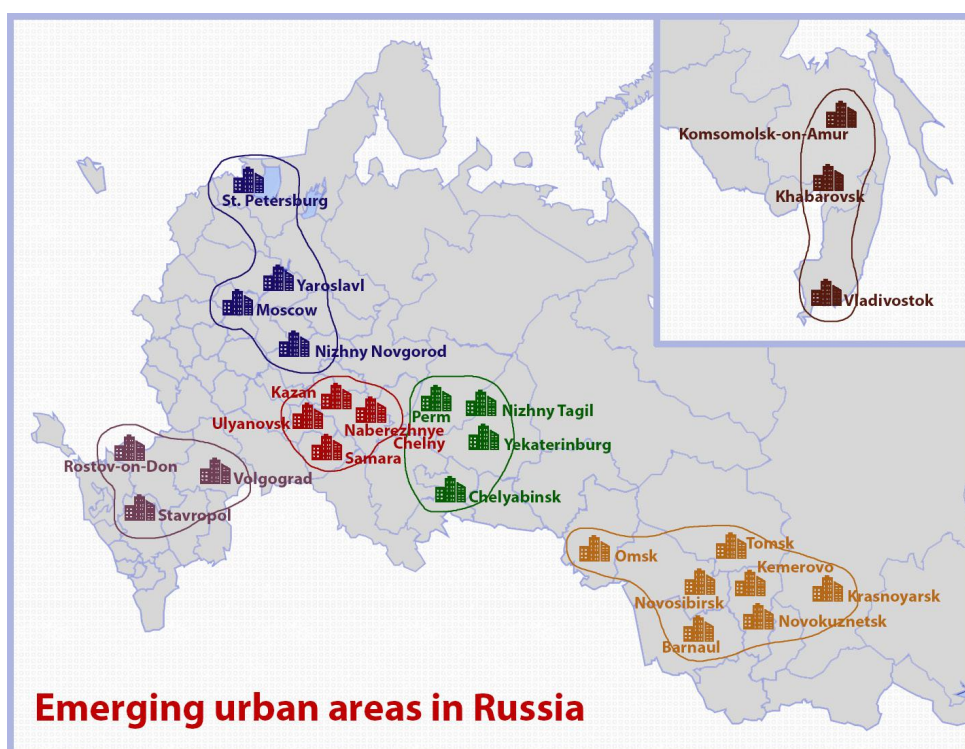 Komsomolsk-on-Amur
Khabarovsk
Vladivostok
St. Petersburg
Yaroslavl
Moscow
Nizhny Novgorod
Kazan
Ulyanovsk
Naberezhnye
Chelny
Samara
Perm
Nizhny Tagil
Yekaterinburg
Chelyabinsk
Rostov-on-Don
Volgograd
Stavropol
Omsk
Tomsk
Kemerovo
Novosibirsk
Krasnoyarsk
Novokuznetsk
Barnaul
Emerging urban areas in Russia